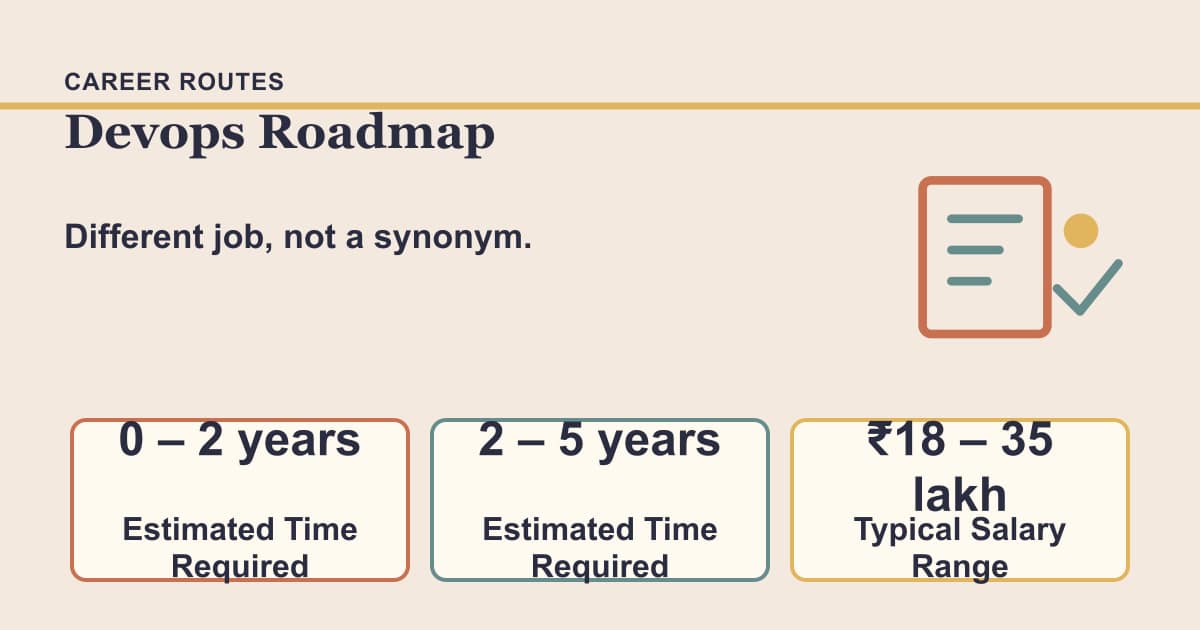 CAREER ROUTES
Devops Roadmap
Different job, not a synonym.
0 – 2 years
Estimated Time
Required
2 – 5 years
Estimated Time
Required
₹18 – 35
lakh
Typical Salary
Range